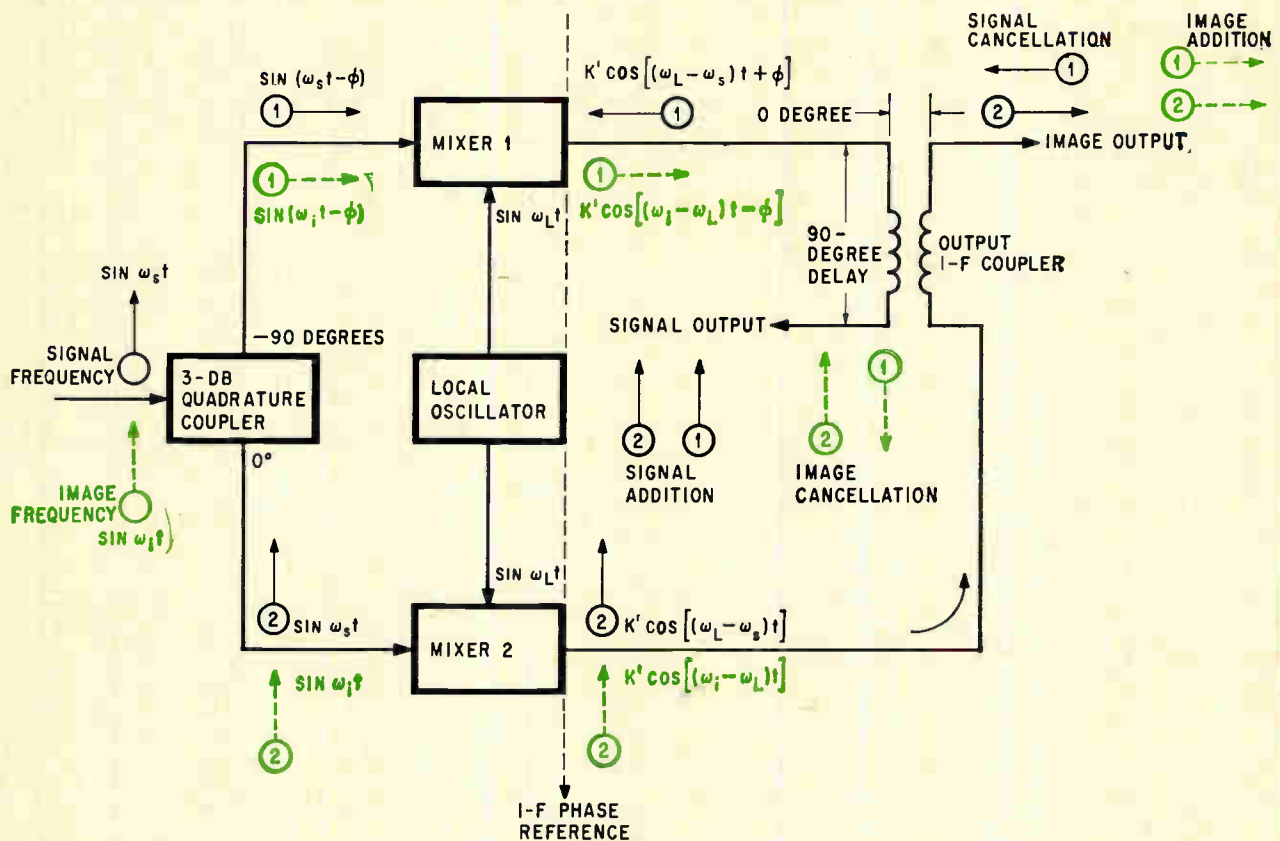 SIGNAL
CANCELLATION
1
2
IMAGE
ADDITION
1
2
SIN (ωst-φ)
1
MIXER 1
K' COS[(ωL-ωs)t+φ]
1
0 DEGREE
IMAGE OUTPUT
1
SIN(ωit-φ)
SIN ωLt
1
K'COS[(ωi-ωL)t-φ]
90-
DEGREE
DELAY
OUTPUT
I-F COUPLER
SIN ωst
SIGNAL
FREQUENCY
-90 DEGREES
3-DB
QUADRATURE
COUPLER
0°
LOCAL
OSCILLATOR
SIGNAL OUTPUT
2
1
SIGNAL
ADDITION
2
1
IMAGE
CANCELLATION
IMAGE
FREQUENCY
SIN ωit
SIN ωLt
2
SIN ωst
MIXER 2
2
K' COS[(ωL-ωs)t]
SIN ωit
2
K'COS[(ωi-ωL)t]
2
I-F PHASE
REFERENCE